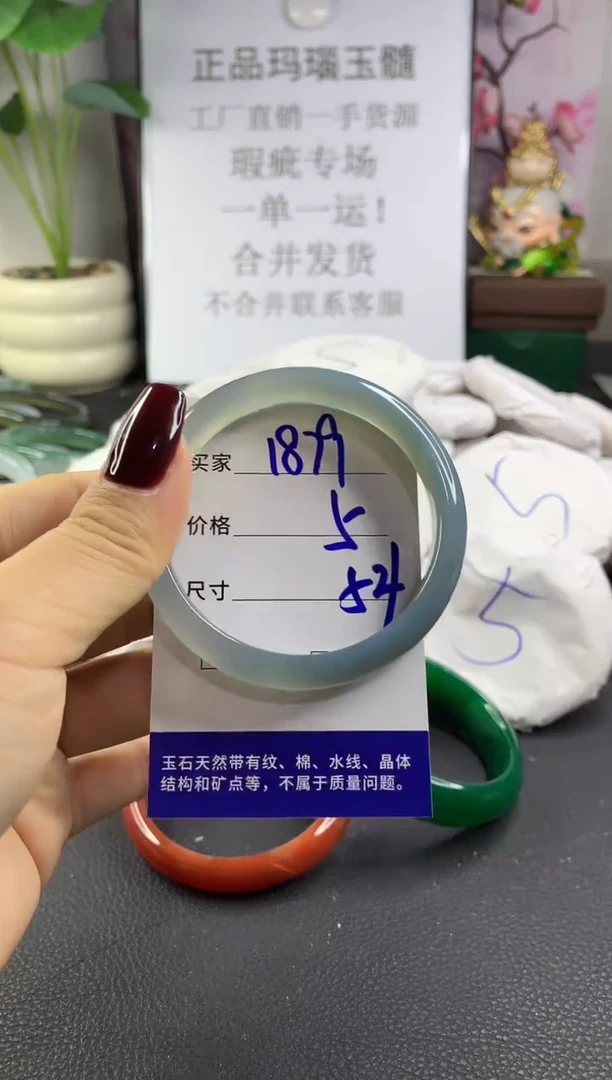 正品玛瑙玉髓
工厂直销一手货源
瑕疵专场
一单一运！
合并发货
不合并联系客服
买家 1879
价格 5
尺寸 54
5
5
玉石天然带有纹、棉、水线、晶体
结构和矿点等，不属于质量问题。